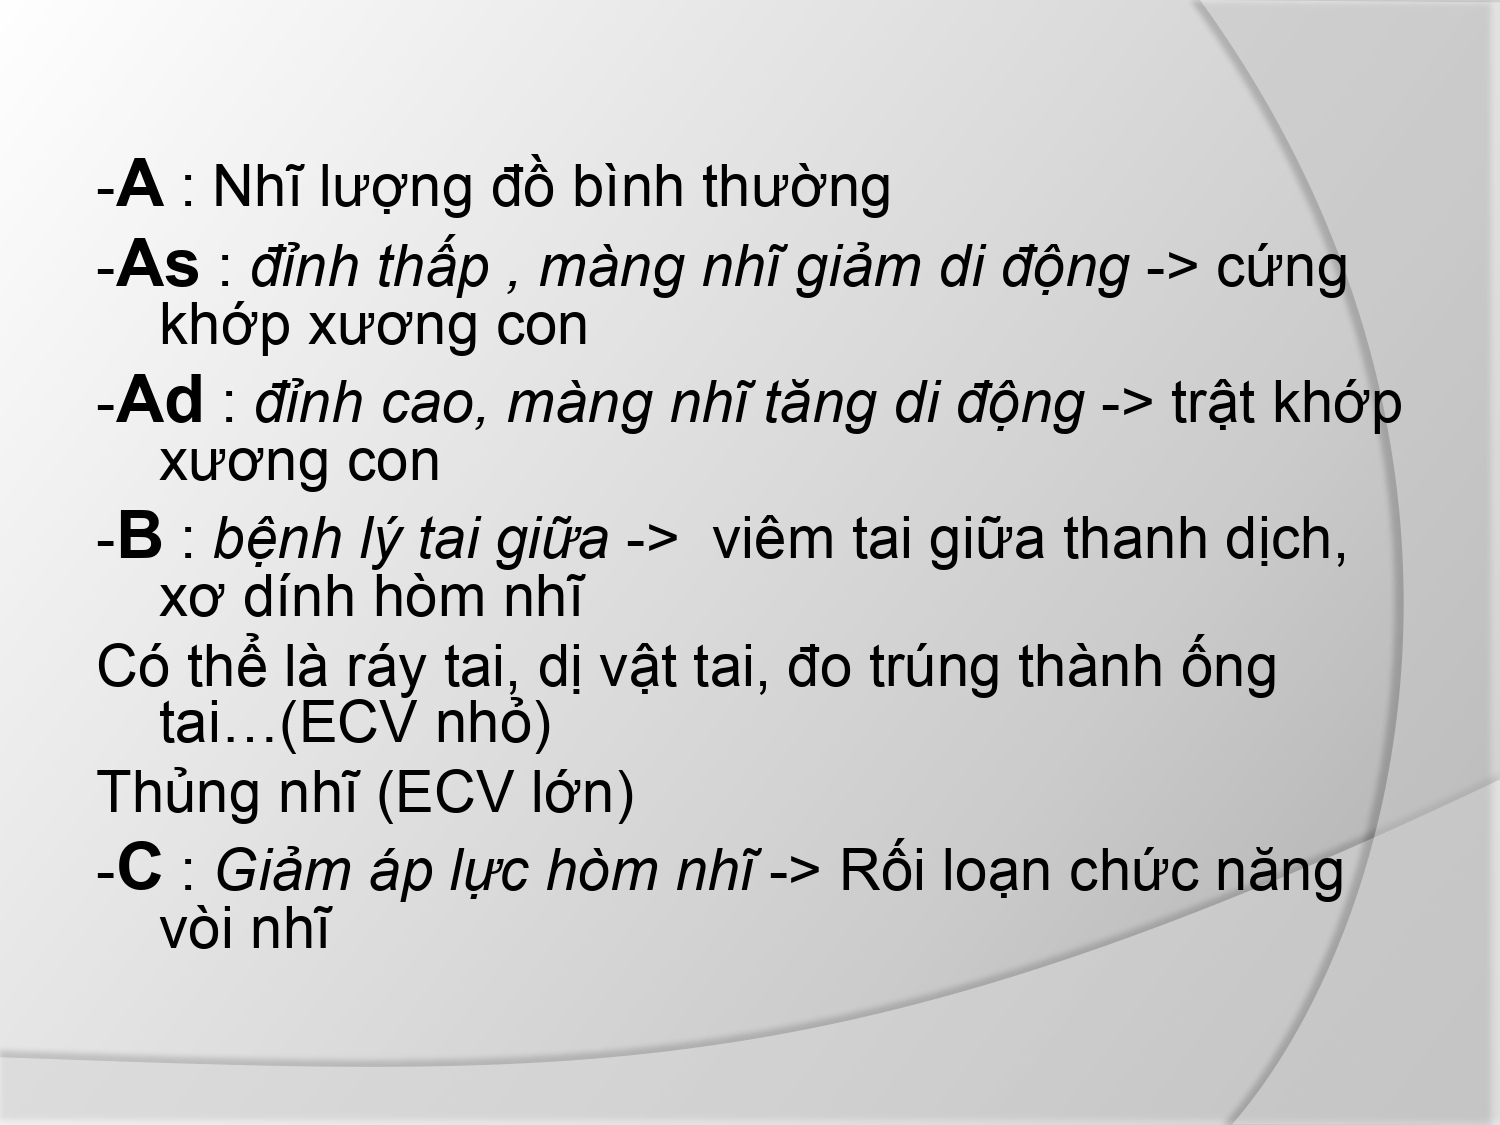 -A : Nhĩ lượng đồ bình thường
-As : đỉnh thấp , màng nhĩ giảm di động -> cứng
khớp xương con
-Ad : đỉnh cao, màng nhĩ tăng di động -> trật khớp
xương con
-B : bệnh lý tai giữa -> viêm tai giữa thanh dịch,
xơ dính hòm nhĩ
Có thể là ráy tai, dị vật tai, đo trúng thành ống
tai…(ECV nhỏ)
Thủng nhĩ (ECV lớn)
-C : Giảm áp lực hòm nhĩ -> Rối loạn chức năng
vòi nhĩ